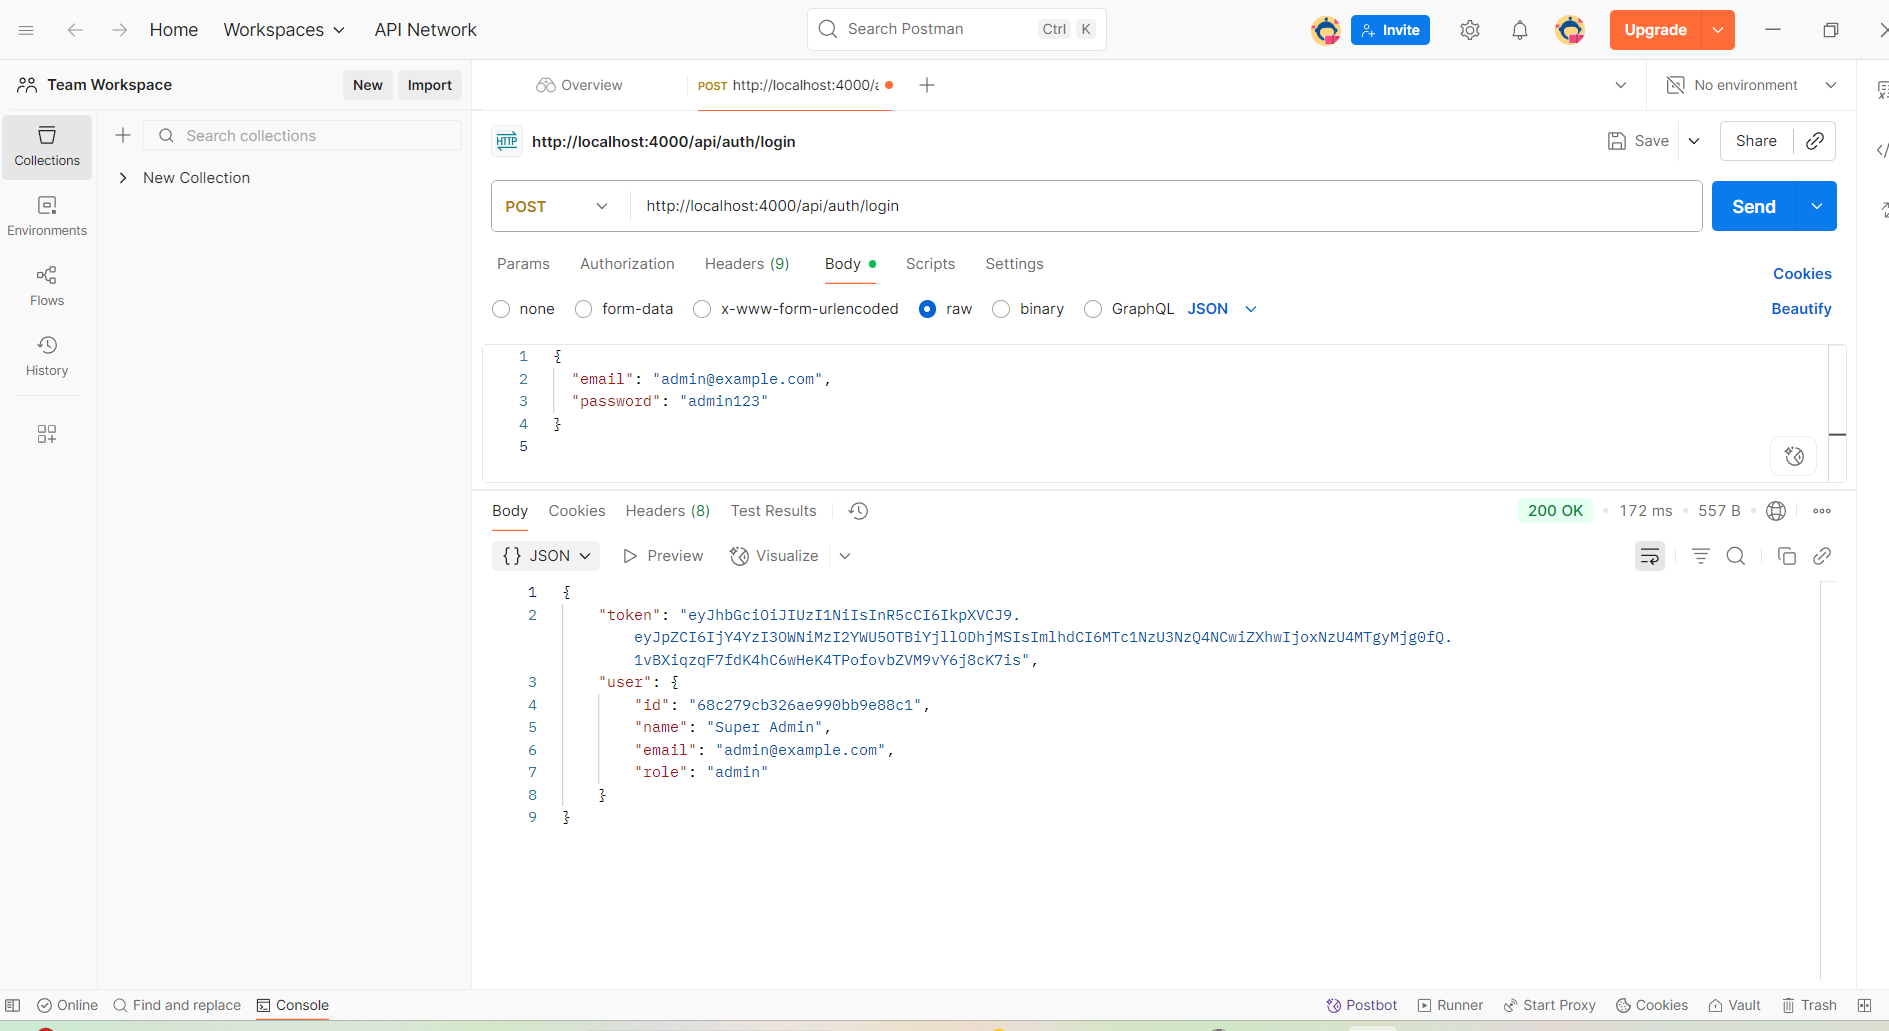 Home Workspaces API Network Search Postman Ctrl K Invite Upgrade
Team Workspace New Import
Overview POST http://localhost:4000/a No environment
Collections
Environments
Flows
History
Search collections
New Collection
HTTP http://localhost:4000/api/auth/login Save Share
POST http://localhost:4000/api/auth/login Send
Params Authorization Headers (9) Body Scripts Settings Cookies
none form-data x-www-form-urlencoded raw binary GraphQL JSON Beautify
1 {
2 "email": "admin@example.com",
3 "password": "admin123"
4 }
5
Body Cookies Headers (8) Test Results 200 OK • 172 ms • 557 B •
{} JSON Preview Visualize
1 {
2 "token": "eyJhbGciOiJIUzI1NiIsInR5cCI6IkpXVCJ9.
eyJpZCI6IjY4YzI3OWNiMzI2YWU5OTBiYjllODhjMSIsImlhdCI6MTc1NzU3NzQ4NCwiZXhwIjoxNzU4MTgyMjg0fQ.
1vBXiqzqF7fdK4hC6wHeK4TPofovbZVM9vY6j8cK7is",
3 "user": {
4 "id": "68c279cb326ae990bb9e88c1",
5 "name": "Super Admin",
6 "email": "admin@example.com",
7 "role": "admin"
8 }
9 }
Online Find and replace Console Postbot Runner Start Proxy Cookies Vault Trash